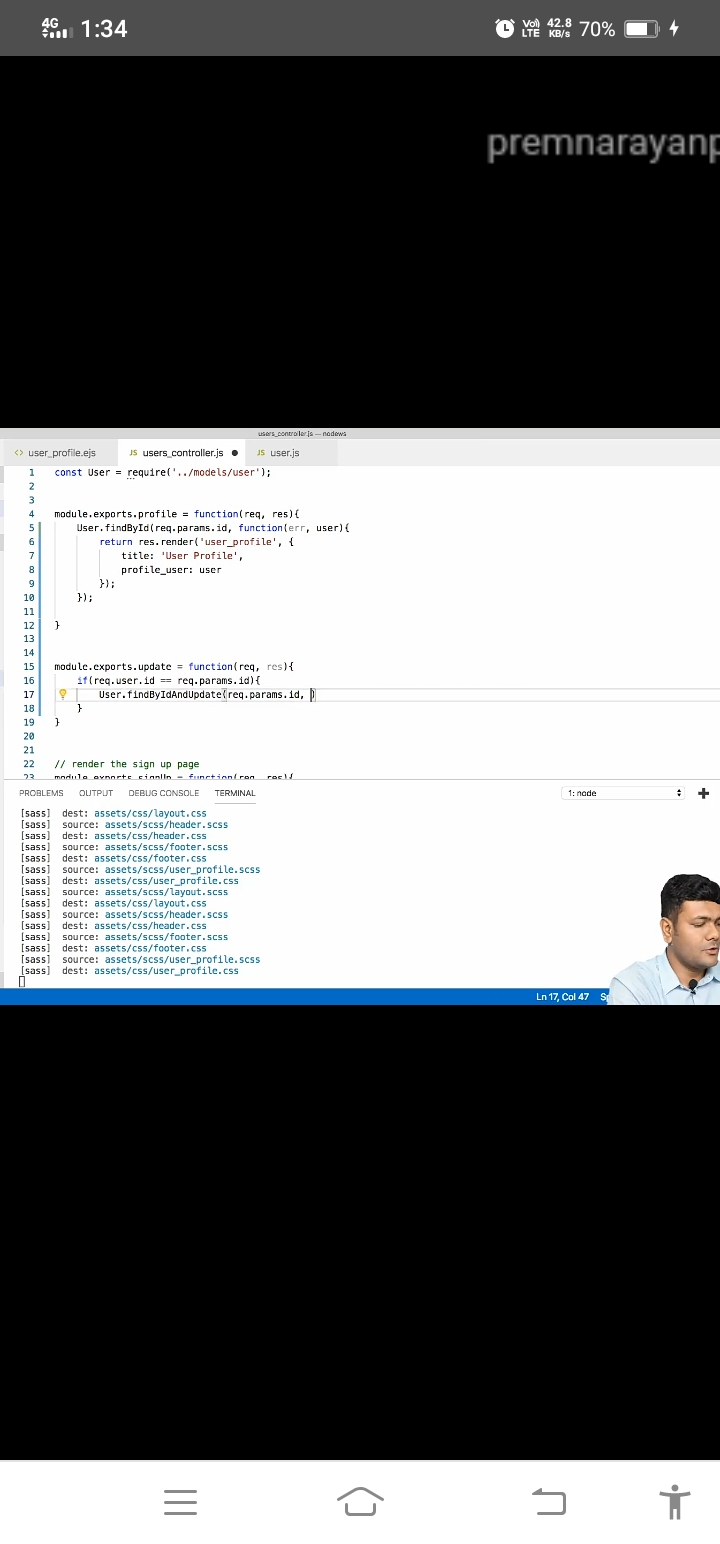 4G 1:34 Vo) LTE 42.8 KB/s 70%
premnarayanp
users_controller.js — nodews
<> user_profile.ejs JS users_controller.js ● JS user.js
1 const User = require('../models/user');
2
3
4 module.exports.profile = function(req, res){
5 User.findById(req.params.id, function(err, user){
6 return res.render('user_profile', {
7 title: 'User Profile',
8 profile_user: user
9 });
10 });
11
12 }
13
14
15 module.exports.update = function(req, res){
16 if(req.user.id == req.params.id){
17 User.findByIdAndUpdate(req.params.id, )
18 }
19 }
20
21
22 // render the sign up page
23 module.exports.signUp = function(req, res){
PROBLEMS OUTPUT DEBUG CONSOLE TERMINAL 1: node
[sass] dest: assets/css/layout.css
[sass] source: assets/scss/header.scss
[sass] dest: assets/css/header.css
[sass] source: assets/scss/footer.scss
[sass] dest: assets/css/footer.css
[sass] source: assets/scss/user_profile.scss
[sass] dest: assets/css/user_profile.css
[sass] source: assets/scss/layout.scss
[sass] dest: assets/css/layout.css
[sass] source: assets/scss/header.scss
[sass] dest: assets/css/header.css
[sass] source: assets/scss/footer.scss
[sass] dest: assets/css/footer.css
[sass] source: assets/scss/user_profile.scss
[sass] dest: assets/css/user_profile.css
Ln 17, Col 47